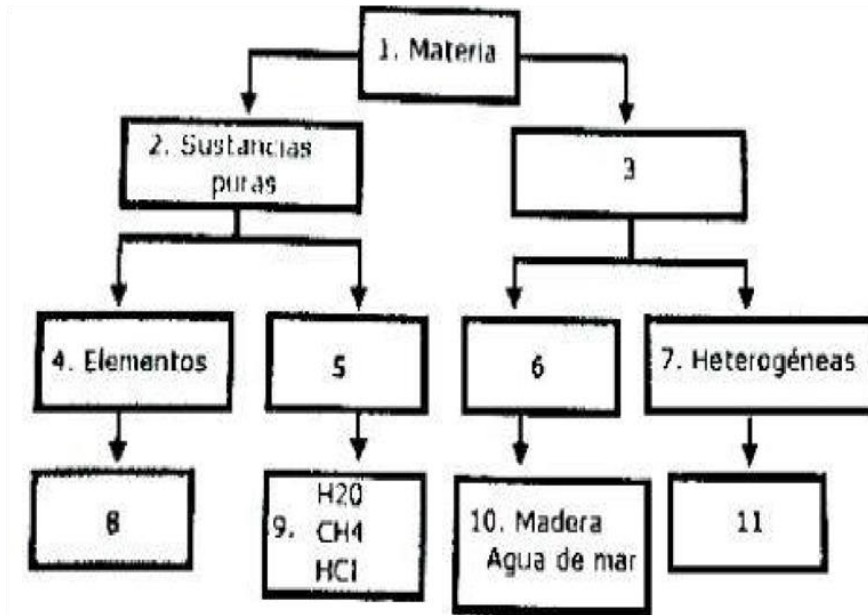 1. Materia
2. Sustancias
puras
3
4. Elementos
5
6
7. Heterogéneas
8
9.
H20
CH4
HCl
10. Madera
Agua de mar
11